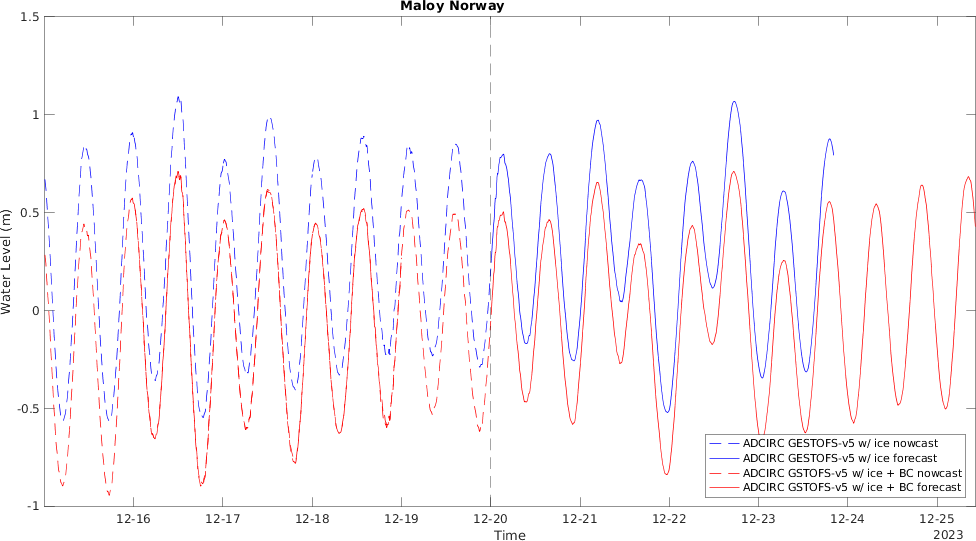 Maloy Norway
1.5
1
0.5
0
-0.5
-1
Water Level (m)
ADCIRC GESTOFS-v5 w/ ice nowcast
ADCIRC GESTOFS-v5 w/ ice forecast
ADCIRC GSTOFS-v5 w/ ice + BC nowcast
ADCIRC GSTOFS-v5 w/ ice + BC forecast
12-16 12-17 12-18 12-19 12-20 12-21 12-22 12-23 12-24 12-25
Time
2023